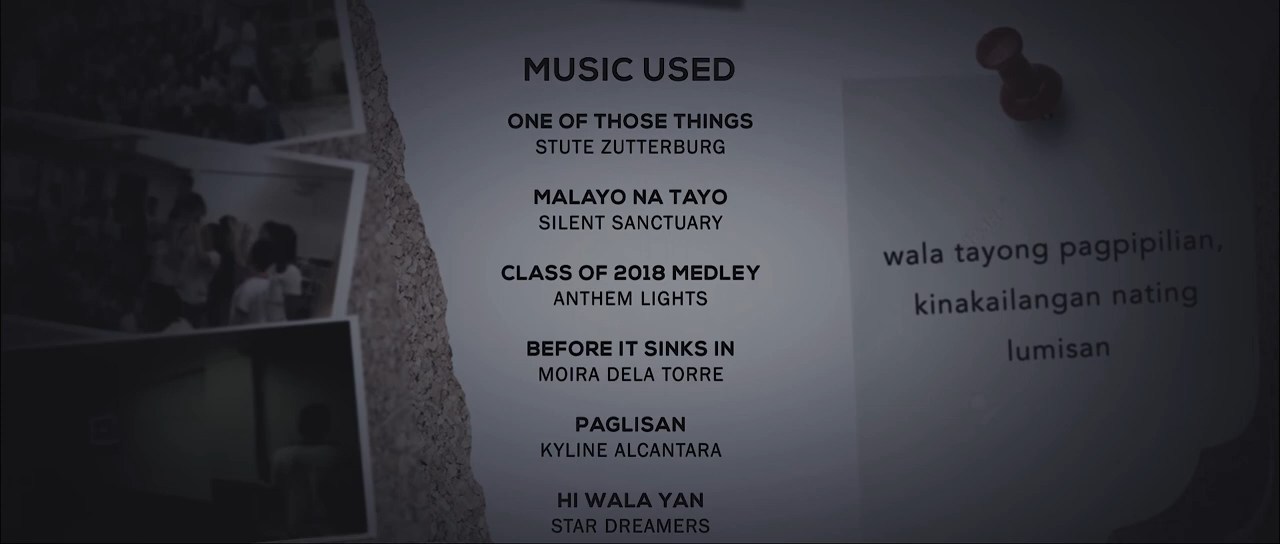 MUSIC USED
ONE OF THOSE THINGS
STUTE ZUTTERBURG
MALAYO NA TAYO
SILENT SANCTUARY
CLASS OF 2018 MEDLEY
ANTHEM LIGHTS
BEFORE IT SINKS IN
MOIRA DELA TORRE
PAGLISAN
KYLINE ALCANTARA
HI WALA YAN
STAR DREAMERS
wala tayong pagpipilian,
kinakailangan nating
lumisan